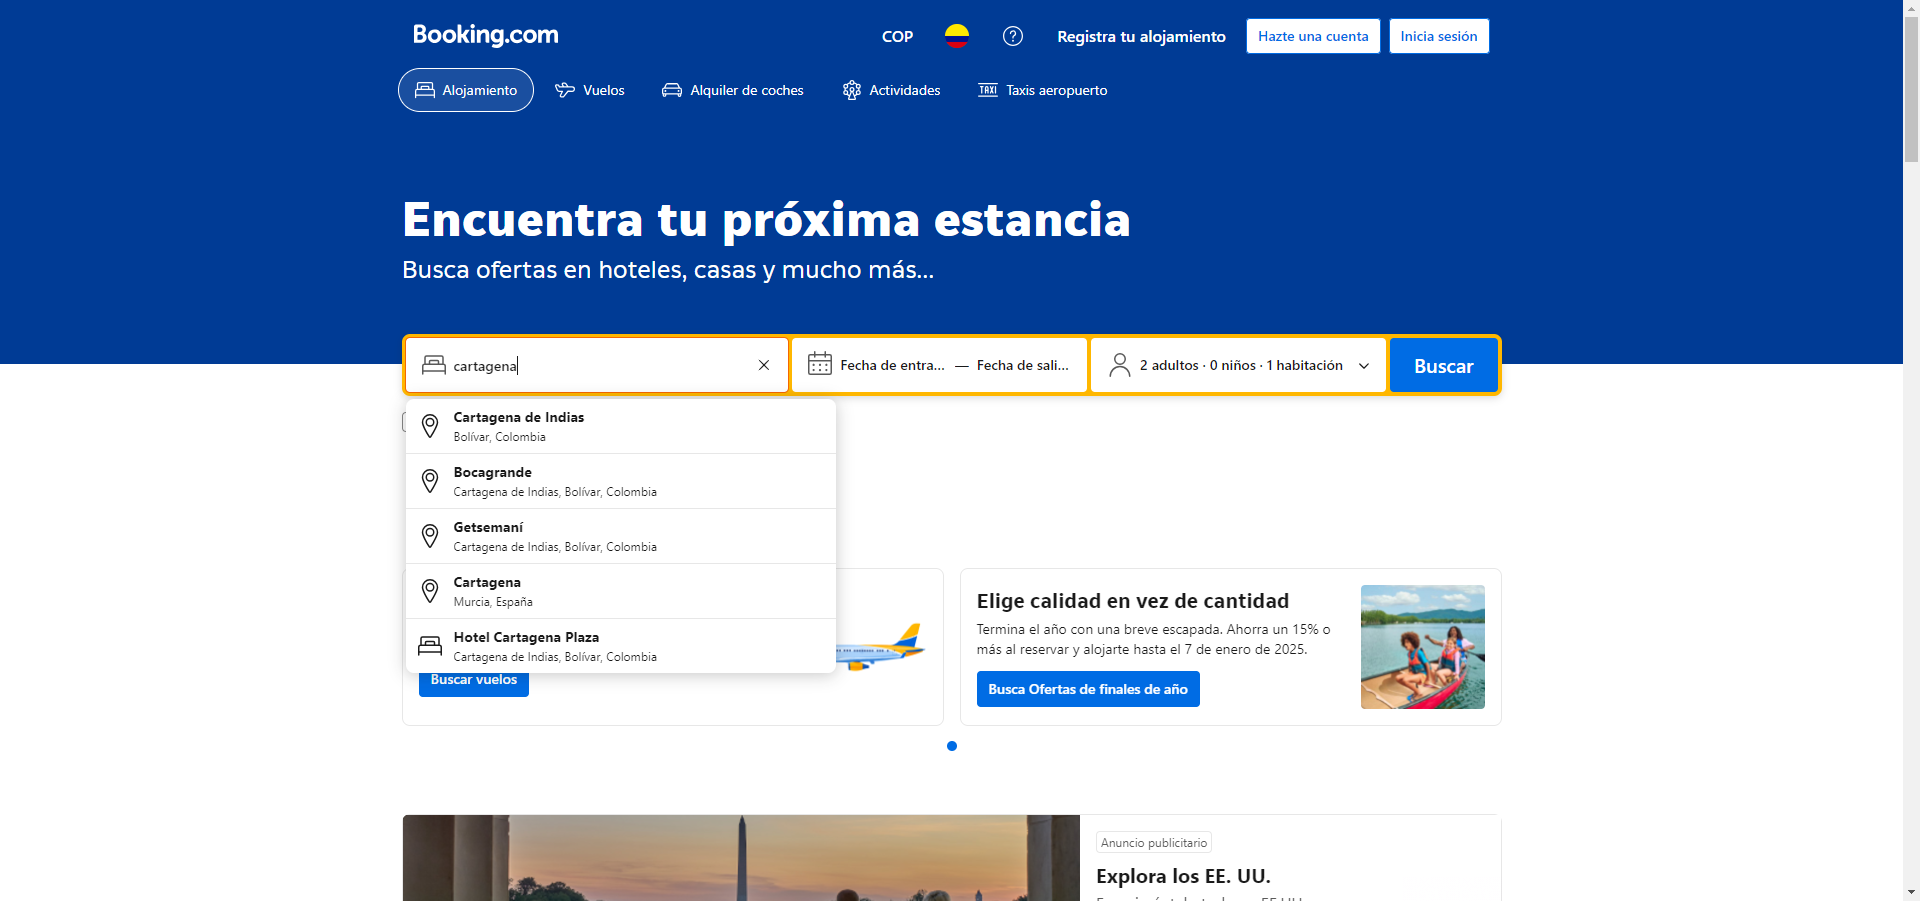 Booking.com
COP
Registra tu alojamiento
Hazte una cuenta
Inicia sesión
Alojamiento
Vuelos
Alquiler de coches
Actividades
TAXI
Taxis aeropuerto
Encuentra tu próxima estancia
Busca ofertas en hoteles, casas y mucho más...
cartagena
Fecha de entra... — Fecha de sali...
2 adultos · 0 niños · 1 habitación
Buscar
Cartagena de Indias
Bolívar, Colombia
Bocagrande
Cartagena de Indias, Bolívar, Colombia
Getsemaní
Cartagena de Indias, Bolívar, Colombia
Cartagena
Murcia, España
Hotel Cartagena Plaza
Cartagena de Indias, Bolívar, Colombia
Buscar vuelos
Elige calidad en vez de cantidad
Termina el año con una breve escapada. Ahorra un 15% o
más al reservar y alojarte hasta el 7 de enero de 2025.
Busca Ofertas de finales de año
Anuncio publicitario
Explora los EE. UU.